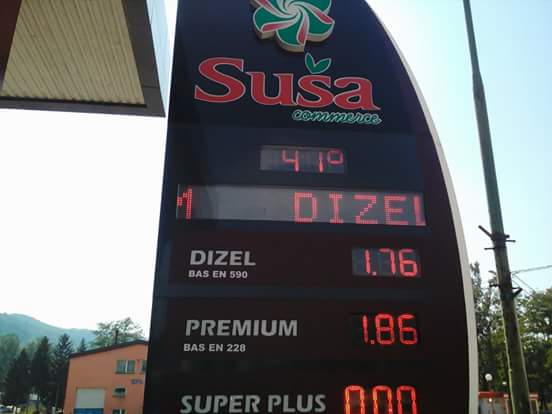 Suša
commerce
41°
M DIZEL
DIZEL 1.76
BAS EN 590
PREMIUM 1.86
BAS EN 228
SUPER PLUS 0.00